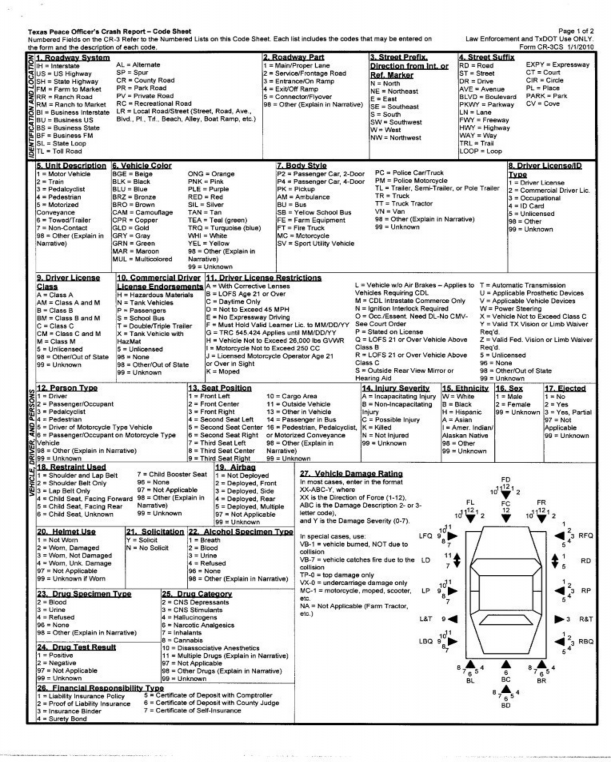 Texas Peace Officer's Crash Report – Code Sheet
Page 1 of 2
Numbered Fields on the CR-3 Refer to the Numbered Lists on this Code Sheet. Each list includes the codes that may be entered on
the form and the description of each code.
Law Enforcement and TxDOT Use ONLY.
Form CR-3CS 1/1/2010
IDENTIFICATION AND LOCATION
1. Roadway System
IH = Interstate
US = US Highway
SH = State Highway
FM = Farm to Market
RR = Ranch Road
RM = Ranch to Market
BI = Business Interstate
BU = Business US
BS = Business State
BF = Business FM
SL = State Loop
TL = Toll Road
AL = Alternate
SP = Spur
CR = County Road
PR = Park Road
PV = Private Road
RC = Recreational Road
LR = Local Road/Street (Street, Road, Ave.,
Blvd., Pl., Trl., Beach, Alley, Boat Ramp, etc.)
2. Roadway Part
1 = Main/Proper Lane
2 = Service/Frontage Road
3 = Entrance/On Ramp
4 = Exit/Off Ramp
5 = Connector/Flyover
98 = Other (Explain in Narrative)
3. Street Prefix,
Direction from Int. or
Ref. Marker
N = North
NE = Northeast
E = East
SE = Southeast
S = South
SW = Southwest
W = West
NW = Northwest
4. Street Suffix
RD = Road
ST = Street
DR = Drive
AVE = Avenue
BLVD = Boulevard
PKWY = Parkway
LN = Lane
FWY = Freeway
HWY = Highway
WAY = Way
TRL = Trail
LOOP = Loop
EXPY = Expressway
CT = Court
CIR = Circle
PL = Place
PARK = Park
CV = Cove
VEHICLE, DRIVER, AND PERSONS
5. Unit Description
1 = Motor Vehicle
2 = Train
3 = Pedalcyclist
4 = Pedestrian
5 = Motorized
Conveyance
6 = Towed/Trailer
7 = Non-Contact
98 = Other (Explain in
Narrative)
6. Vehicle Color
BGE = Beige
BLK = Black
BLU = Blue
BRZ = Bronze
BRO = Brown
CAM = Camouflage
CPR = Copper
GLD = Gold
GRY = Gray
GRN = Green
MAR = Maroon
MUL = Multicolored
ONG = Orange
PNK = Pink
PLE = Purple
RED = Red
SIL = Silver
TAN = Tan
TEA = Teal (green)
TRQ = Turquoise (blue)
WHI = White
YEL = Yellow
98 = Other (Explain in
Narrative)
99 = Unknown
7. Body Style
P2 = Passenger Car, 2-Door
P4 = Passenger Car, 4-Door
PK = Pickup
AM = Ambulance
BU = Bus
SB = Yellow School Bus
FE = Farm Equipment
FT = Fire Truck
MC = Motorcycle
SV = Sport Utility Vehicle
PC = Police Car/Truck
PM = Police Motorcycle
TL = Trailer, Semi-Trailer, or Pole Trailer
TR = Truck
TT = Truck Tractor
VN = Van
98 = Other (Explain in Narrative)
99 = Unknown
8. Driver License/ID
Type
1 = Driver License
2 = Commercial Driver Lic.
3 = Occupational
4 = ID Card
5 = Unlicensed
98 = Other
99 = Unknown
9. Driver License
Class
A = Class A
AM = Class A and M
B = Class B
BM = Class B and M
C = Class C
CM = Class C and M
M = Class M
5 = Unlicensed
98 = Other/Out of State
99 = Unknown
10. Commercial Driver
License Endorsements
H = Hazardous Materials
N = Tank Vehicles
P = Passengers
S = School Bus
T = Double/Triple Trailer
X = Tank Vehicle with
HazMat
5 = Unlicensed
96 = None
98 = Other/Out of State
99 = Unknown
11. Driver License Restrictions
A = With Corrective Lenses
B = LOFS Age 21 or Over
C = Daytime Only
D = Not to Exceed 45 MPH
E = No Expressway Driving
F = Must Hold Valid Learner Lic. to MM/DD/YY
G = TRC 545.424 Applies until MM/DD/YY
H = Vehicle Not to Exceed 26,000 lbs GVWR
I = Motorcycle Not to Exceed 250 CC
J = Licensed Motorcycle Operator Age 21
or Over in Sight
K = Moped
L = Vehicle w/o Air Brakes – Applies to
Vehicles Requiring CDL
M = CDL Intrastate Commerce Only
N = Ignition Interlock Required
O = Occ./Essent. Need DL-No CMV-
See Court Order
P = Stated on License
Q = LOFS 21 or Over Vehicle Above
Class B
R = LOFS 21 or Over Vehicle Above
Class C
S = Outside Rear View Mirror or
Hearing Aid
T = Automatic Transmission
U = Applicable Prosthetic Devices
V = Applicable Vehicle Devices
W = Power Steering
X = Vehicle Not to Exceed Class C
Y = Valid TX Vision or Limb Waiver
Req'd.
Z = Valid Fed. Vision or Limb Waiver
Req'd.
5 = Unlicensed
96 = None
98 = Other/Out of State
99 = Unknown
12. Person Type
1 = Driver
2 = Passenger/Occupant
3 = Pedalcyclist
4 = Pedestrian
5 = Driver of Motorcycle Type Vehicle
6 = Passenger/Occupant on Motorcycle Type
Vehicle
98 = Other (Explain in Narrative)
99 = Unknown
13. Seat Position
1 = Front Left
2 = Front Center
3 = Front Right
4 = Second Seat Left
5 = Second Seat Center
6 = Second Seat Right
7 = Third Seat Left
8 = Third Seat Center
9 = Third Seat Right
10 = Cargo Area
11 = Outside Vehicle
13 = Other in Vehicle
14 = Passenger in Bus
16 = Pedestrian, Pedalcyclist,
or Motorized Conveyance
98 = Other (Explain in
Narrative)
99 = Unknown
14. Injury Severity
A = Incapacitating Injury
B = Non-Incapacitating
Injury
C = Possible Injury
K = Killed
N = Not Injured
99 = Unknown
15. Ethnicity
W = White
B = Black
H = Hispanic
A = Asian
I = Amer. Indian/
Alaskan Native
98 = Other
99 = Unknown
16. Sex
1 = Male
2 = Female
99 = Unknown
17. Ejected
1 = No
2 = Yes
3 = Yes, Partial
97 = Not
Applicable
99 = Unknown
18. Restraint Used
1 = Shoulder and Lap Belt
2 = Shoulder Belt Only
3 = Lap Belt Only
4 = Child Seat, Facing Forward
5 = Child Seat, Facing Rear
6 = Child Seat, Unknown
7 = Child Booster Seat
96 = None
97 = Not Applicable
98 = Other (Explain in
Narrative)
99 = Unknown
19. Airbag
1 = Not Deployed
2 = Deployed, Front
3 = Deployed, Side
4 = Deployed, Rear
5 = Deployed, Multiple
97 = Not Applicable
99 = Unknown
20. Helmet Use
1 = Not Worn
2 = Worn, Damaged
3 = Worn, Not Damaged
4 = Worn, Unk. Damage
97 = Not Applicable
99 = Unknown If Worn
21. Solicitation
Y = Solicit
N = No Solicit
22. Alcohol Specimen Type
1 = Breath
2 = Blood
3 = Urine
4 = Refused
96 = None
98 = Other (Explain in Narrative)
23. Drug Specimen Type
2 = Blood
3 = Urine
4 = Refused
96 = None
98 = Other (Explain in Narrative)
24. Drug Test Result
1 = Positive
2 = Negative
97 = Not Applicable
99 = Unknown
25. Drug Category
2 = CNS Depressants
3 = CNS Stimulants
4 = Hallucinogens
6 = Narcotic Analgesics
7 = Inhalants
8 = Cannabis
10 = Disassociative Anesthetics
11 = Multiple Drugs (Explain in Narrative)
97 = Not Applicable
98 = Other Drugs (Explain in Narrative)
99 = Unknown
26. Financial Responsibility Type
1 = Liability Insurance Policy
2 = Proof of Liability Insurance
3 = Insurance Binder
4 = Surety Bond
5 = Certificate of Deposit with Comptroller
6 = Certificate of Deposit with County Judge
7 = Certificate of Self-Insurance
27. Vehicle Damage Rating
In most cases, enter in the format
XX-ABC-Y, where
XX is the Direction of Force (1-12),
ABC is the Damage Description 2- or 3-
letter code),
and Y is the Damage Severity (0-7).
In special cases, use:
VB-1 = vehicle burned, NOT due to
collision
VB-7 = vehicle catches fire due to the
collision
TP-0 = top damage only
VX-0 = undercarriage damage only
MC-1 = motorcycle, moped, scooter,
etc.
NA = Not Applicable (Farm Tractor,
etc.)
FD
10 11 12 1 2
FL FC FR
10 11 12 1 2
12
10 11 12 1 2
LFQ 11 10 9 8 7
1 2 3 4 5 RFQ
LD 11 7
1 5 RD
LP 9 10 8
2 3 4 RP
L&T 9
3 R&T
LBQ 11 10 9 8 7
1 2 3 4 5 RBQ
8 7 6 5 4
6
8 7 6 5 4
BL BC BR
8 7 6 5 4
BD